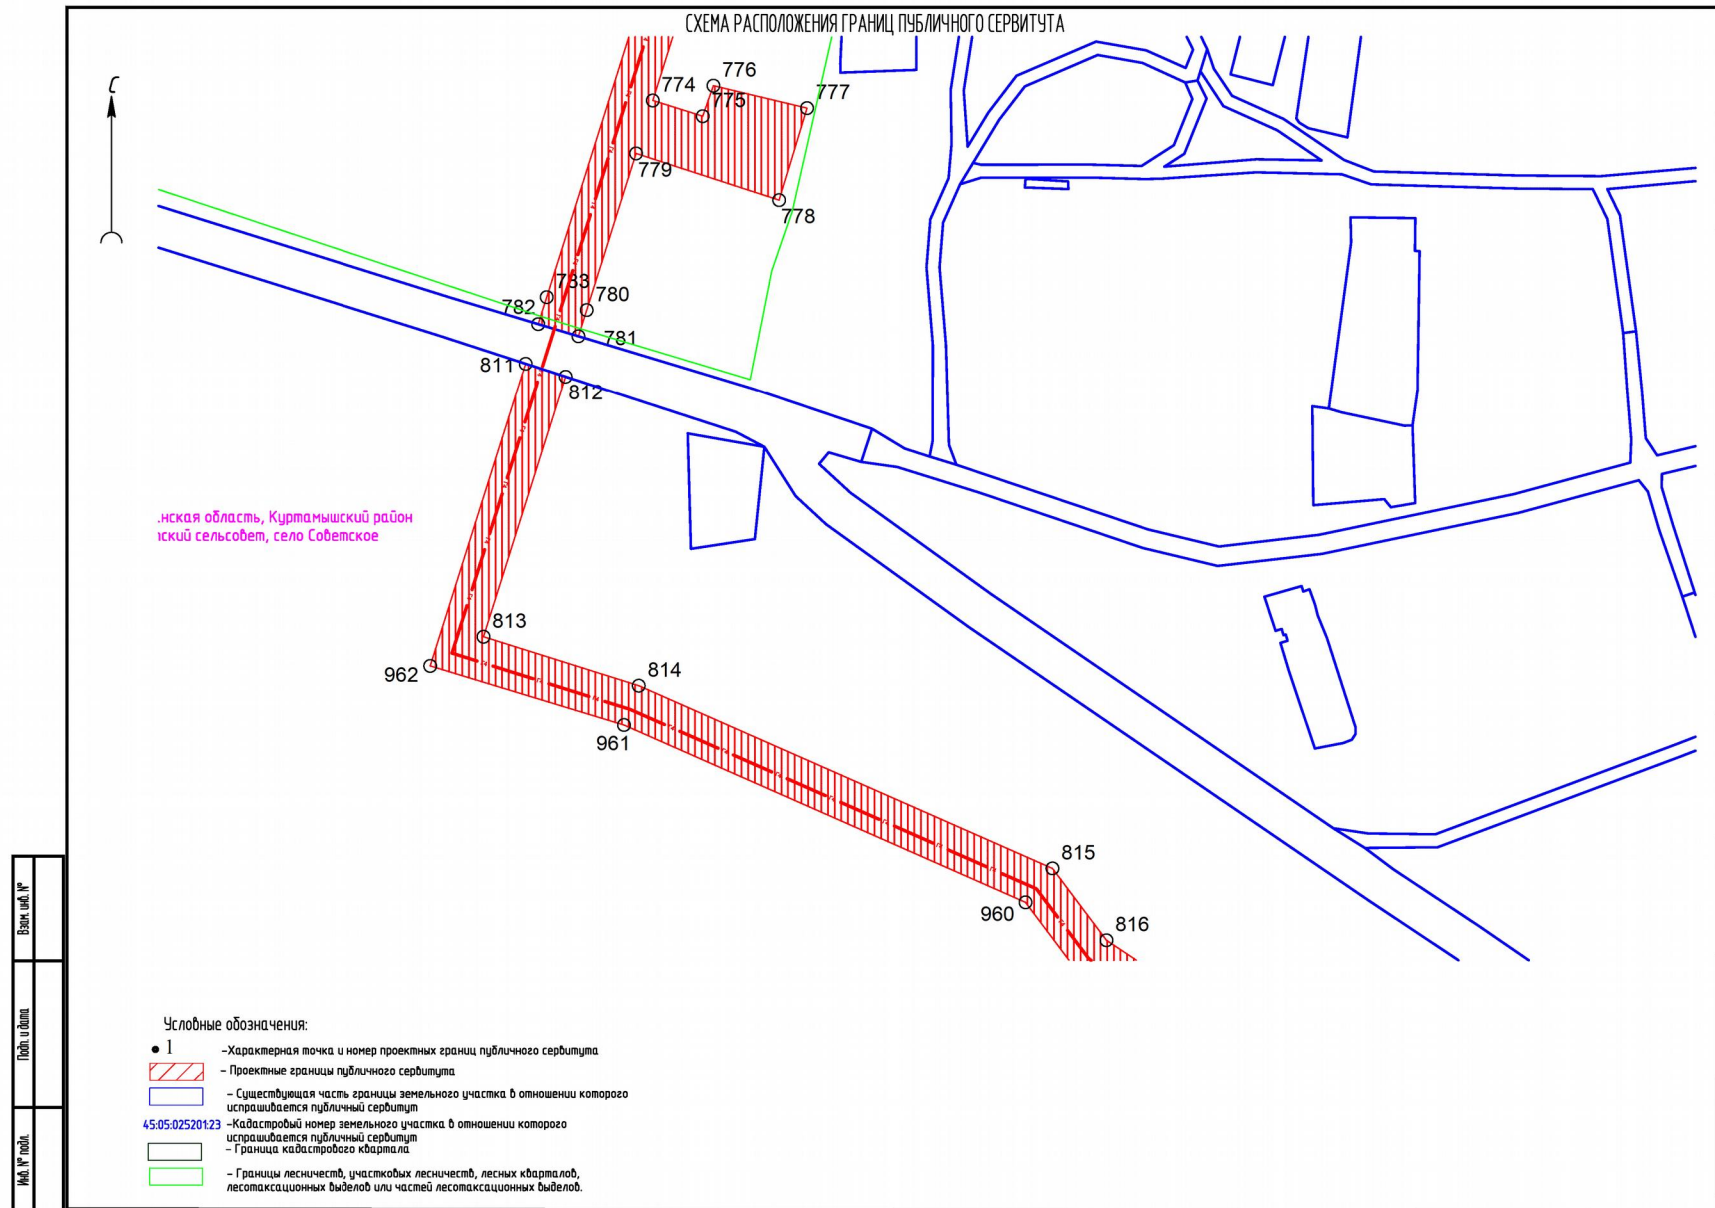 СХЕМА РАСПОЛОЖЕНИЯ ГРАНИЦ ПУБЛИЧНОГО СЕРВИТУТА
С
776
774
775
777
779
778
733
782
780
781
811
812
.нская область, Куртамышский район
ский сельсовет, село Советское
813
962
814
961
815
960
816
Взам. инв. №
Подп. и дата
Инв. № подл.
Условные обозначения:
1
-Характерная точка и номер проектных границ публичного сервитута
- Проектные границы публичного сервитута
- Существующая часть границы земельного участка в отношении которого
испрашивается публичный сервитут
45:05:025201:23 -Кадастровый номер земельного участка в отношении которого
испрашивается публичный сервитут
- Граница кадастрового квартала
- Границы лесничеств, участковых лесничеств, лесных кварталов,
лесотаксационных выделов или частей лесотаксационных выделов.